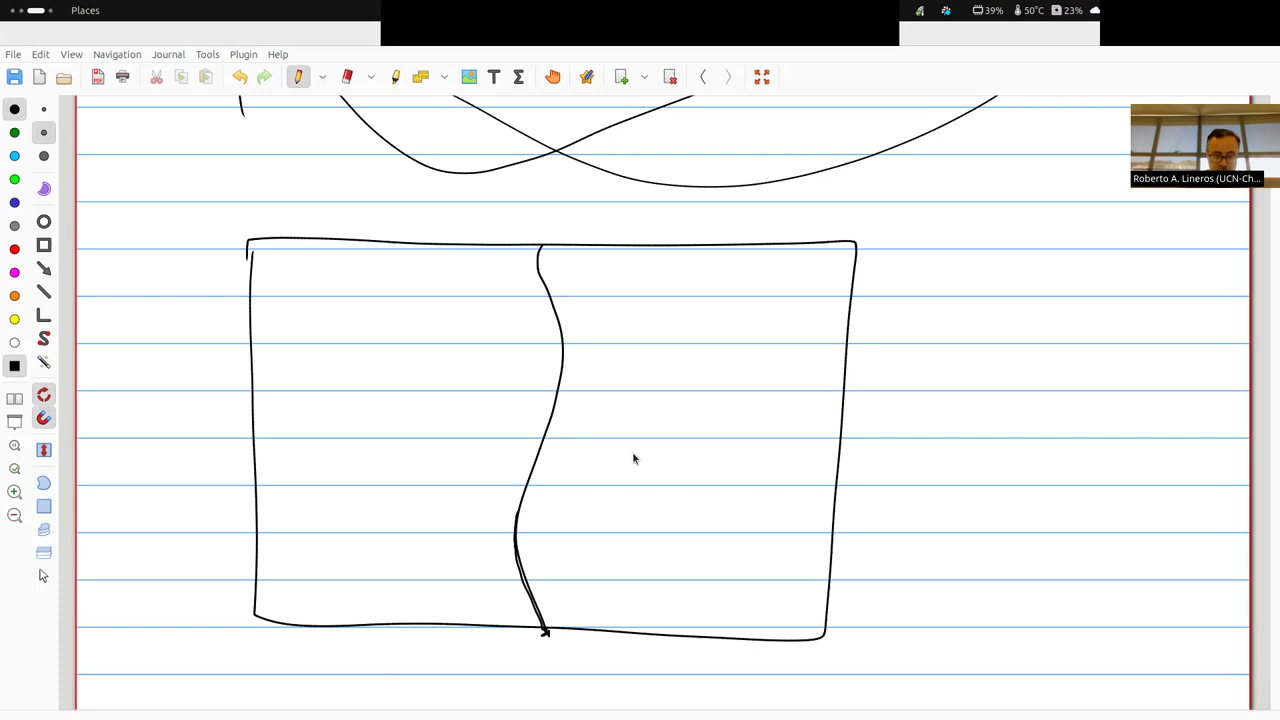 Places
39% 50°C 23%
File Edit View Navigation Journal Tools Plugin Help
Roberto A. Lineros (UCN-Ch...